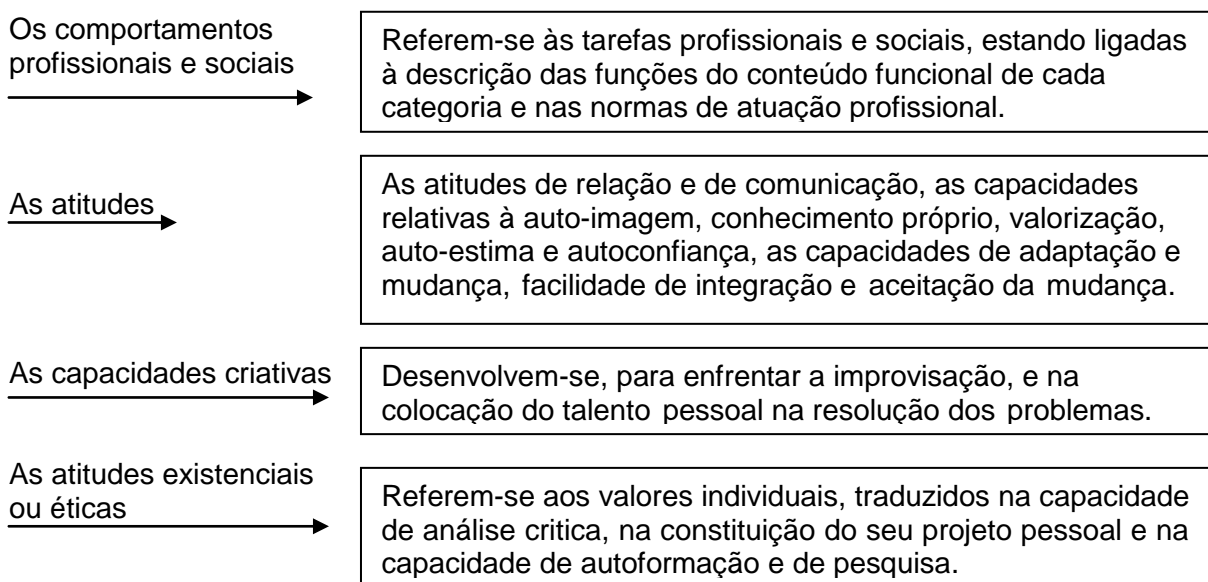 Os comportamentos
profissionais e sociais
Referem-se às tarefas profissionais e sociais, estando ligadas
à descrição das funções do conteúdo funcional de cada
categoria e nas normas de atuação profissional.
As atitudes
As atitudes de relação e de comunicação, as capacidades
relativas à auto-imagem, conhecimento próprio, valorização,
auto-estima e autoconfiança, as capacidades de adaptação e
mudança, facilidade de integração e aceitação da mudança.
As capacidades criativas
Desenvolvem-se, para enfrentar a improvisação, e na
colocação do talento pessoal na resolução dos problemas.
As atitudes existenciais
ou éticas
Referem-se aos valores individuais, traduzidos na capacidade
de análise critica, na constituição do seu projeto pessoal e na
capacidade de autoformação e de pesquisa.